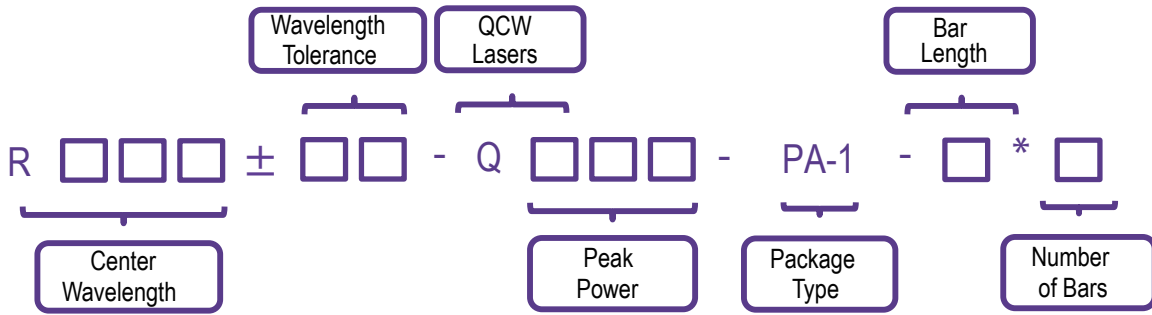 Wavelength
Tolerance
QCW
Lasers
Bar
Length
R □□□ ± □□ - Q □□□ - PA-1 - □ * □
Center
Wavelength
Peak
Power
Package
Type
Number
of Bars